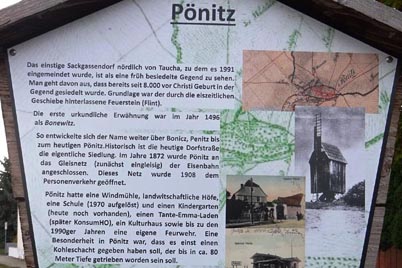 Pönitz
Das einstige Sackgassendorf nördlich von Taucha, zu dem es 1991
eingemeindet wurde, ist als eine früh besiedelte Gegend zu sehen.
Man geht davon aus, dass bereits seit 8.000 vor Christi Geburt in der
Gegend gesiedelt wurde. Grundlage war der durch die eiszeitlichen
Geschiebe hinterlassene Feuerstein (Flint).
Die erste urkundliche Erwähnung war im Jahr 1496
als Bonewitz.
So entwickelte sich der Name weiter über Bonicz, Penitz bis
zum heutigen Pönitz.Historisch ist die heutige Dorfstraße
die eigentliche Siedlung. Im Jahre 1872 wurde Pönitz an
das Gleisnetz (zunächst eingleisig) der Eisenbahn
angeschlossen. Dieses Netz wurde 1908 dem
Personenverkehr geöffnet.
Pönitz hatte eine Windmühle, landwirtschaftliche Höfe,
eine Schule (1970 aufgelöst) und einen Kindergarten
(heute noch vorhanden), einen Tante-Emma-Laden
(später KonsumHO), ein Kulturhaus sowie bis zu den
1990ger Jahren eine eigene Feuerwehr. Eine
Besonderheit in Pönitz war, dass es einst einen
Kohleschacht gegeben haben soll, der bis in ca. 80
Meter Tiefe getrieben worden sein soll.